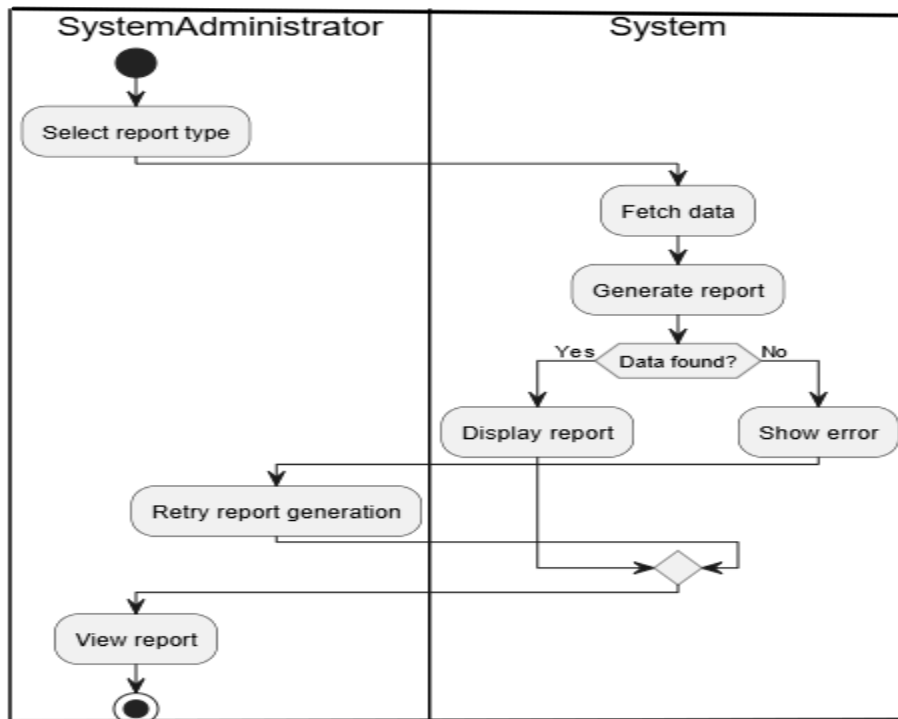 SystemAdministrator
System
Select report type
Fetch data
Generate report
Yes
Data found?
No
Display report
Show error
Retry report generation
View report